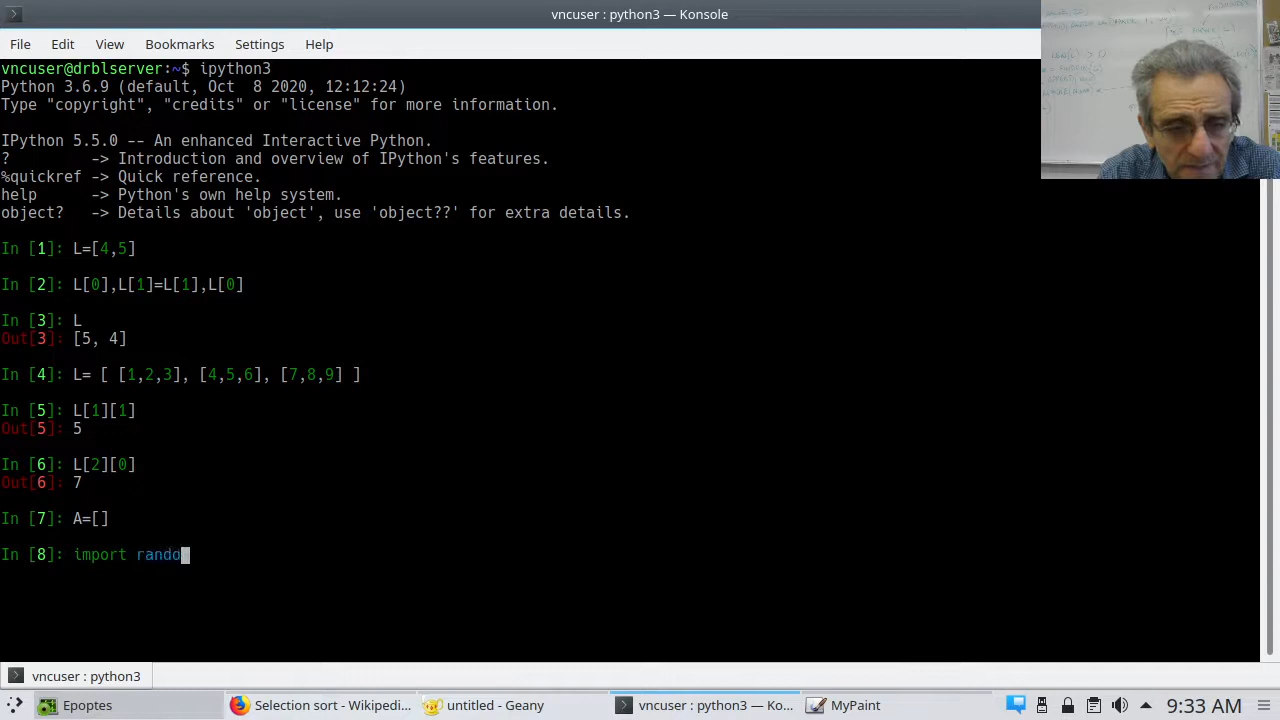 vncuser : python3 — Konsole
File Edit View Bookmarks Settings Help
vncuser@drblserver:~$ ipython3
Python 3.6.9 (default, Oct  8 2020, 12:12:24)
Type "copyright", "credits" or "license" for more information.
IPython 5.5.0 -- An enhanced Interactive Python.
?         -> Introduction and overview of IPython's features.
%quickref -> Quick reference.
help      -> Python's own help system.
object?   -> Details about 'object', use 'object??' for extra details.
In [1]: L=[4,5]
In [2]: L[0],L[1]=L[1],L[0]
In [3]: L
Out[3]: [5, 4]
In [4]: L= [ [1,2,3], [4,5,6], [7,8,9] ]
In [5]: L[1][1]
Out[5]: 5
In [6]: L[2][0]
Out[6]: 7
In [7]: A=[]
In [8]: import rando
vncuser : python3
Epoptes Selection sort - Wikipedi... untitled - Geany vncuser : python3 — Ko... MyPaint 9:33 AM